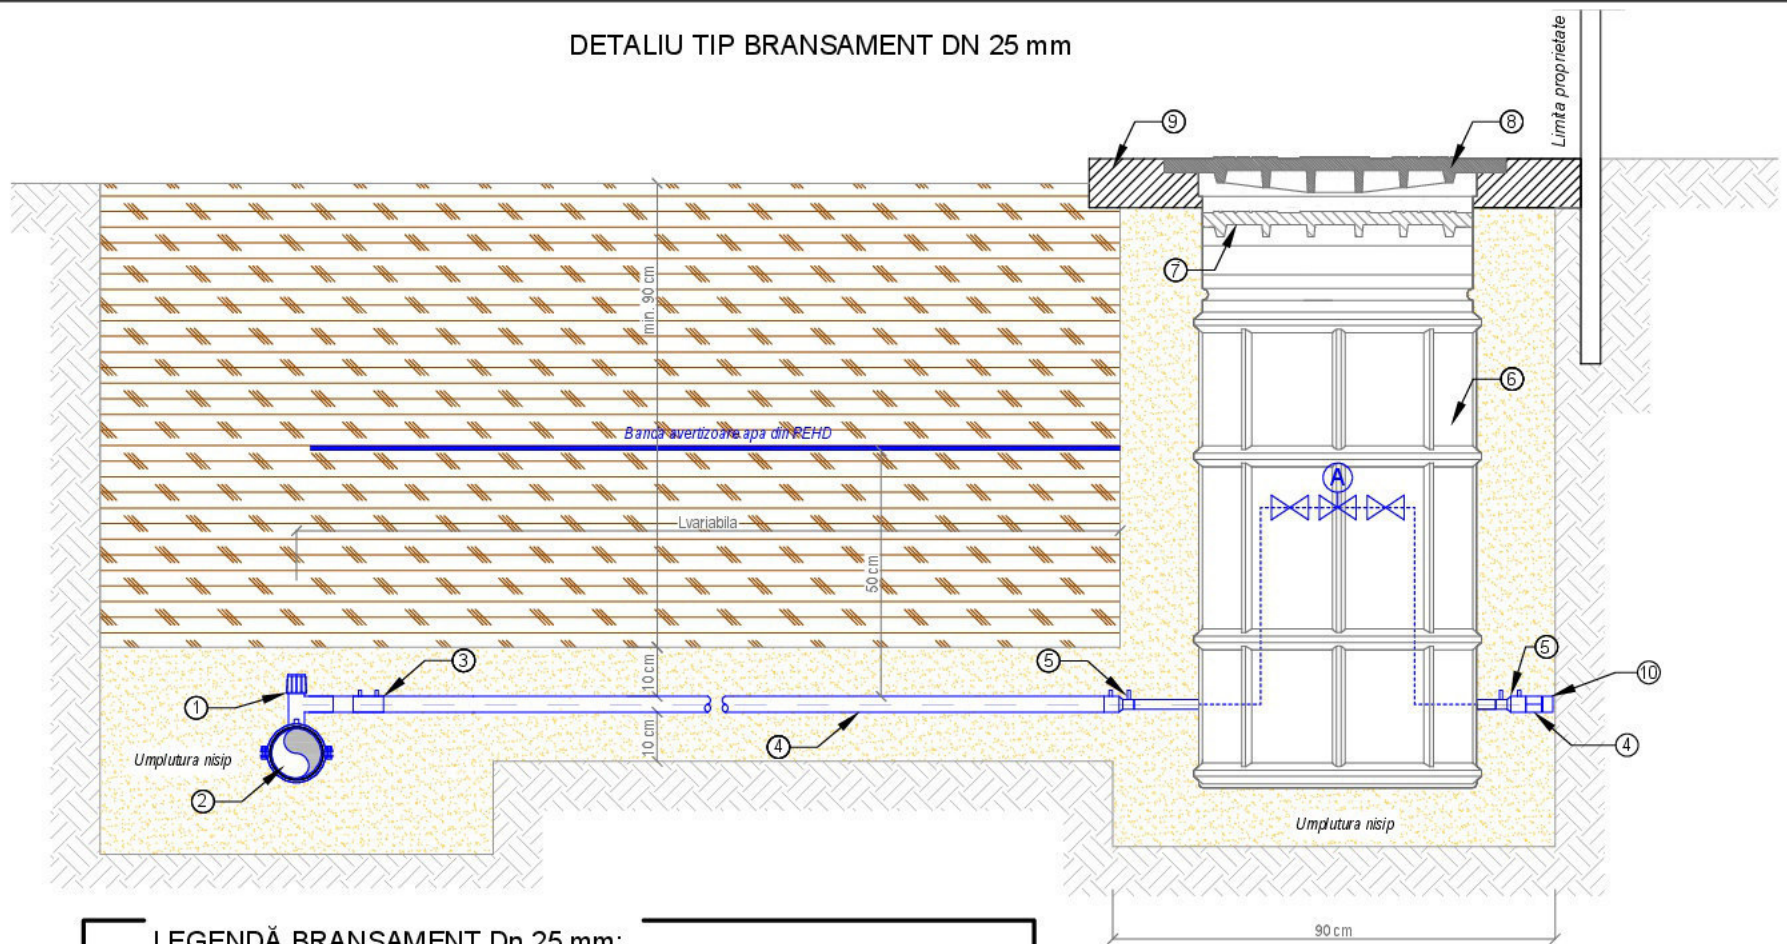 DETALIU TIP BRANSAMENT DN 25 mm
Limita proprietate
9
8
7
min. 90 cm
6
Banda avertizoare apa din PEHD
A
Lvariabila
50 cm
3
10 cm
5
5
10
1
4
10 cm
4
Umplutura nisip
2
Umplutura nisip
LEGENDĂ BRANSAMENT Dn 25 mm:
90 cm